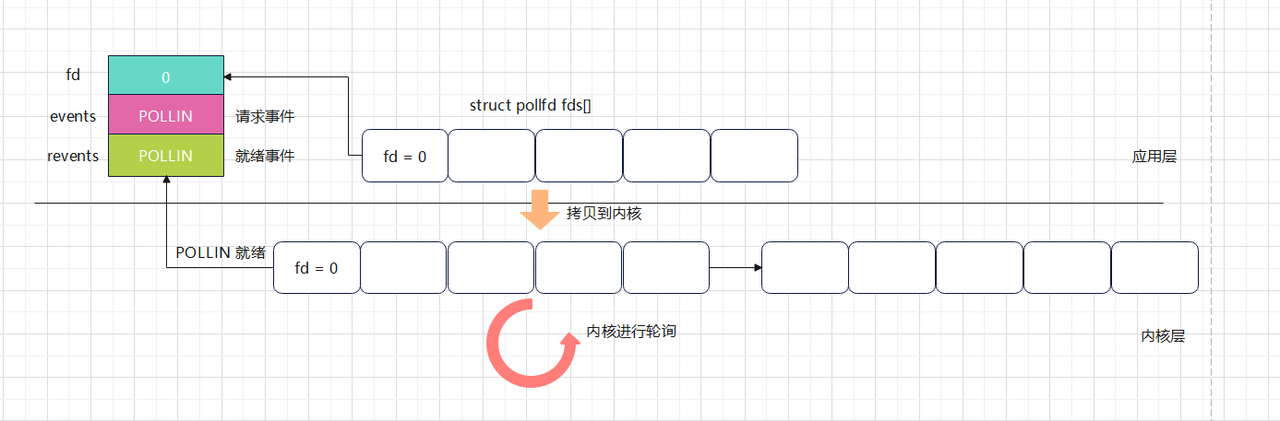 fd
0
events
POLLIN
请求事件
revents
POLLIN
就绪事件
struct pollfd fds[]
fd = 0
应用层
拷贝到内核
POLLIN 就绪
fd = 0
内核进行轮询
内核层